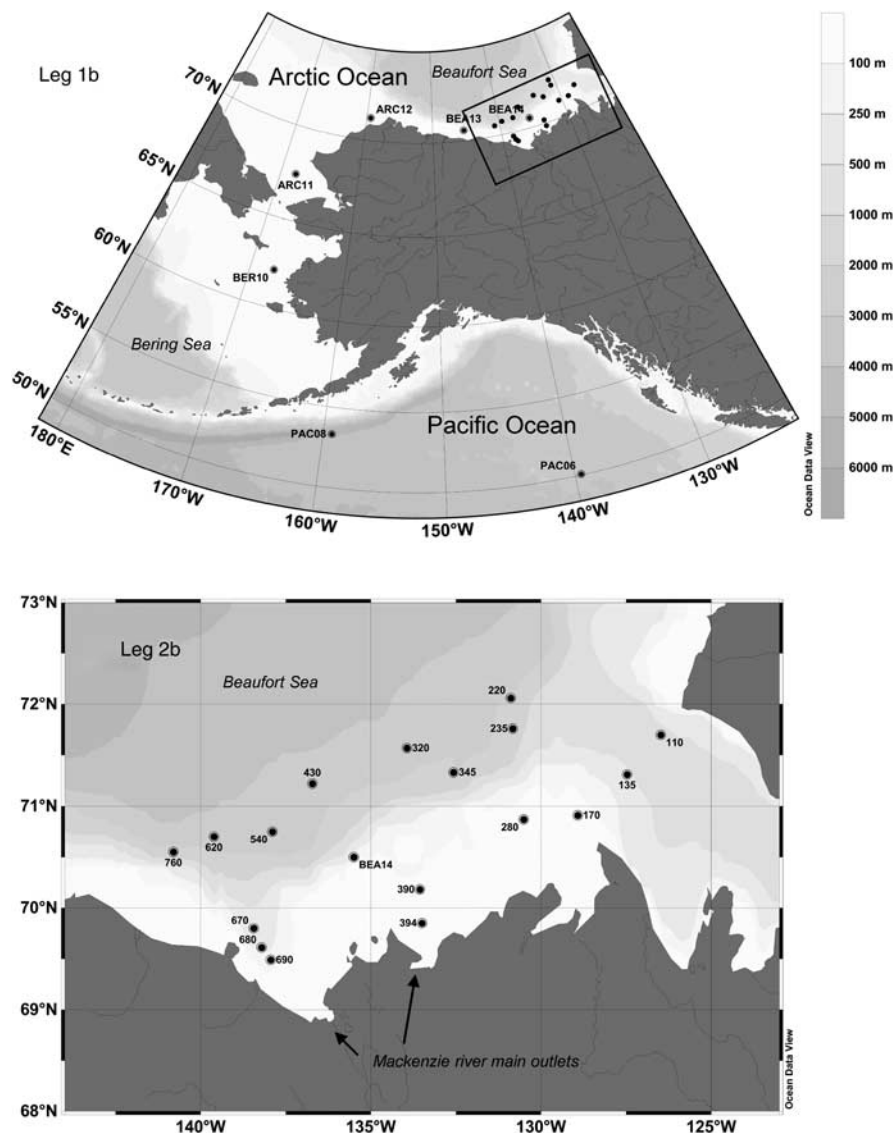 Leg 1b
Arctic Ocean
Beaufort Sea
ARC12
BEA13
BEA14
ARC11
BER10
Bering Sea
PAC08
Pacific Ocean
PAC06
70°N
65°N
60°N
55°N
50°N
180°E
170°W
160°W
150°W
140°W
130°W
100 m
250 m
500 m
1000 m
2000 m
3000 m
4000 m
5000 m
6000 m
Ocean Data View
Leg 2b
Beaufort Sea
73°N
72°N
71°N
70°N
69°N
68°N
220
235
110
320
345
135
430
540
620
760
280
170
BEA14
390
394
670
680
690
Mackenzie river main outlets
140°W
135°W
130°W
125°W
Ocean Data View